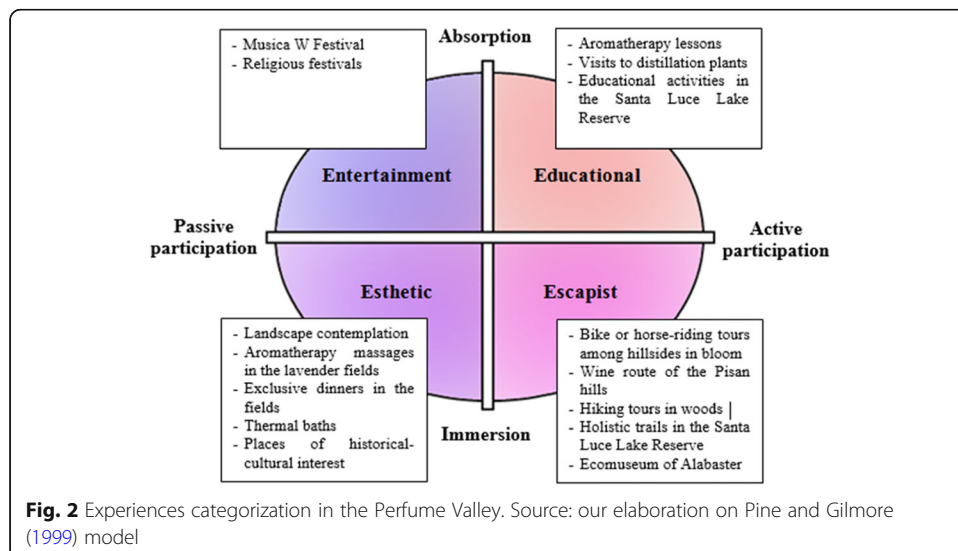 Absorption
- Musica W Festival
- Religious festivals
- Aromatherapy lessons
- Visits to distillation plants
- Educational activities in
the Santa Luce Lake
Reserve
Entertainment
Educational
Passive
participation
Active
participation
Esthetic
Escapist
- Landscape contemplation
- Aromatherapy massages
in the lavender fields
- Exclusive dinners in the
fields
- Thermal baths
- Places of historical-
cultural interest
- Bike or horse-riding tours
among hillsides in bloom
- Wine route of the Pisan
hills
- Hiking tours in woods |
- Holistic trails in the Santa
Luce Lake Reserve
- Ecomuseum of Alabaster
Immersion
Fig. 2 Experiences categorization in the Perfume Valley. Source: our elaboration on Pine and Gilmore
(1999) model